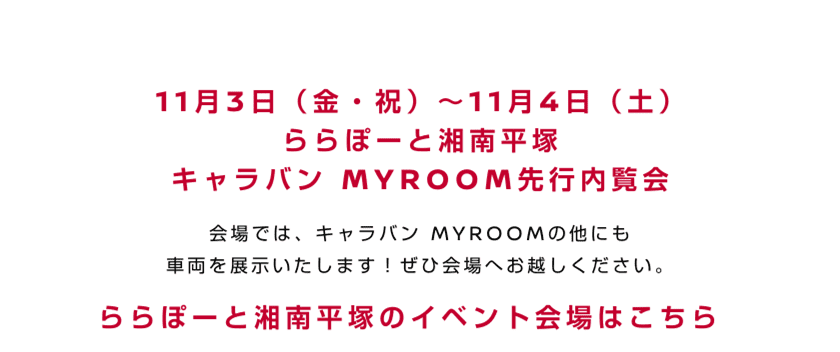 11月3日（金・祝）～11月4日（土）
ららぽーと湘南平塚
キャラバン MYROOM先行内覧会
会場では、キャラバン MYROOMの他にも
車両を展示いたします！ぜひ会場へお越しください。
ららぽーと湘南平塚のイベント会場はこちら